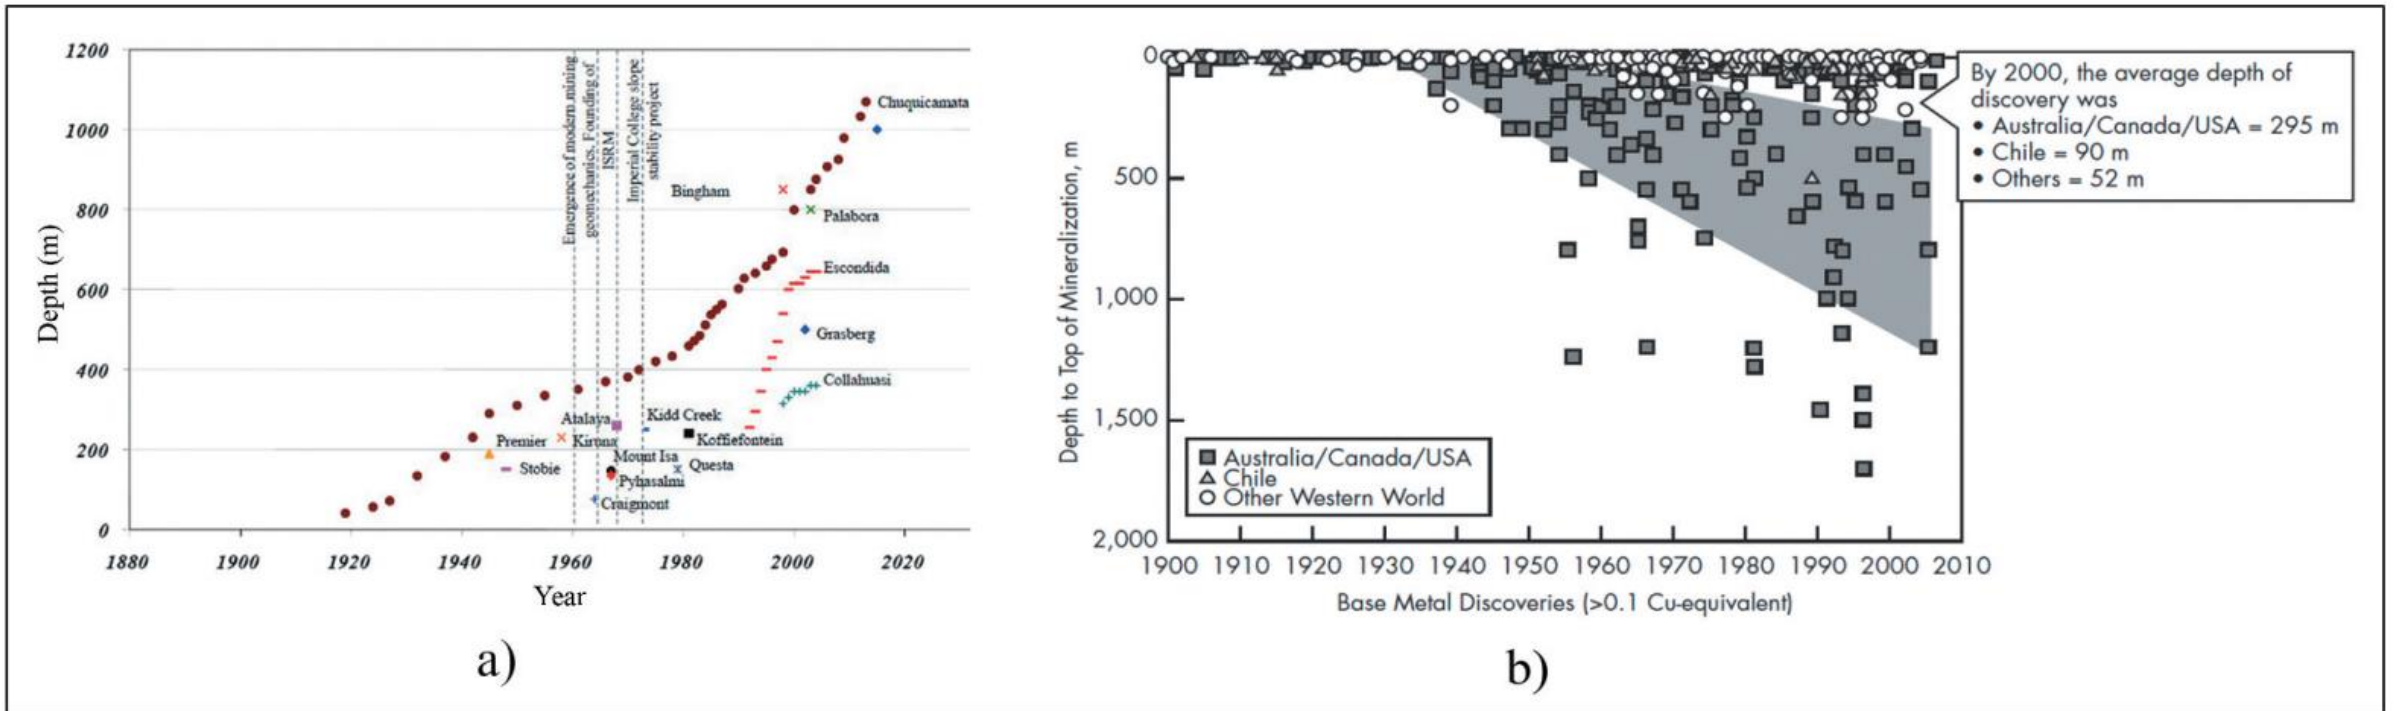 1200
1000
800
600
400
200
0
Depth (m)
1880 1900 1920 1940 1960 1980 2000 2020
Year
Emergence of modern mining
geomechanics, Founding of
ISRM
Imperial College slope
stability project
Chuquicamata
Bingham
Palabora
Escondida
Grasberg
Collahuasi
Atalaya
Kidd Creek
Premier
Kiruna
Koffiefontein
Stobie
Mount Isa
Questa
Pyhasalmi
Craigmont
a)
0
500
1,000
1,500
2,000
Depth to Top of Mineralization, m
By 2000, the average depth of
discovery was
• Australia/Canada/USA = 295 m
• Chile = 90 m
• Others = 52 m
Australia/Canada/USA
Chile
Other Western World
1900 1910 1920 1930 1940 1950 1960 1970 1980 1990 2000 2010
Base Metal Discoveries (>0.1 Cu-equivalent)
b)